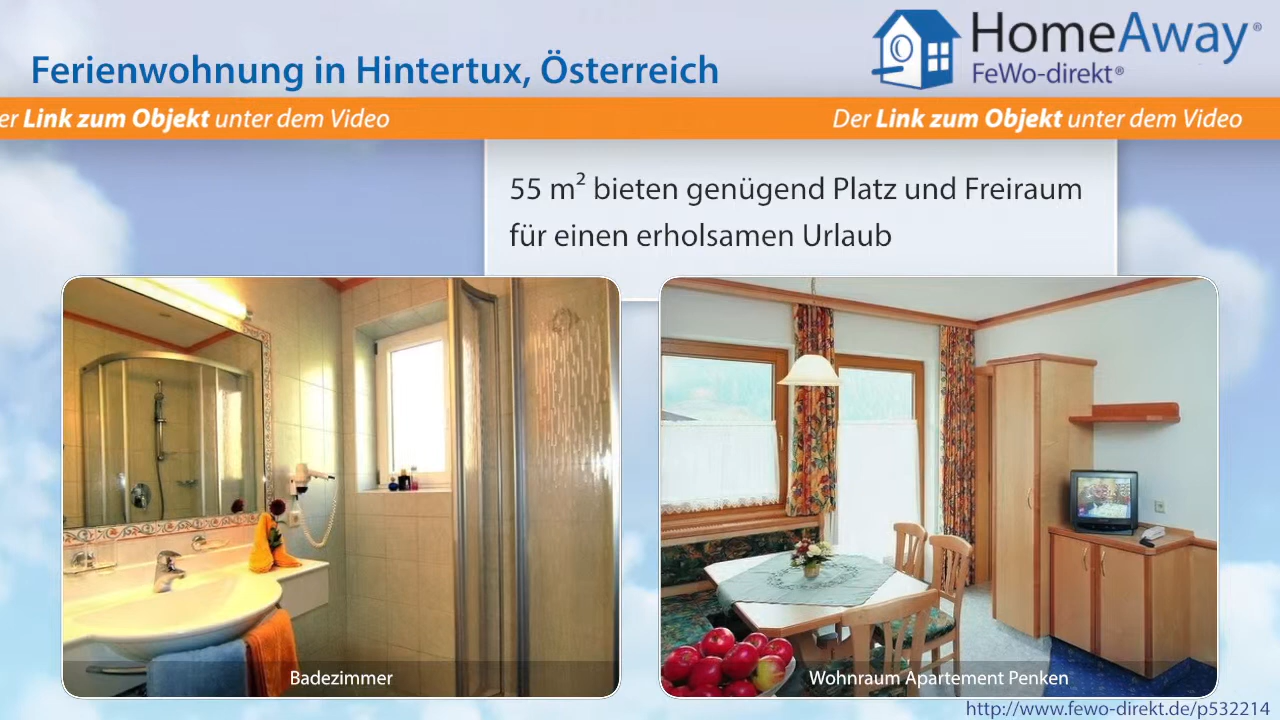 HomeAway®
FeWo-direkt®
Ferienwohnung in Hintertux, Österreich
er Link zum Objekt unter dem Video
Der Link zum Objekt unter dem Video
55 m² bieten genügend Platz und Freiraum
für einen erholsamen Urlaub
Badezimmer
Wohnraum Apartement Penken
http://www.fewo-direkt.de/p532214